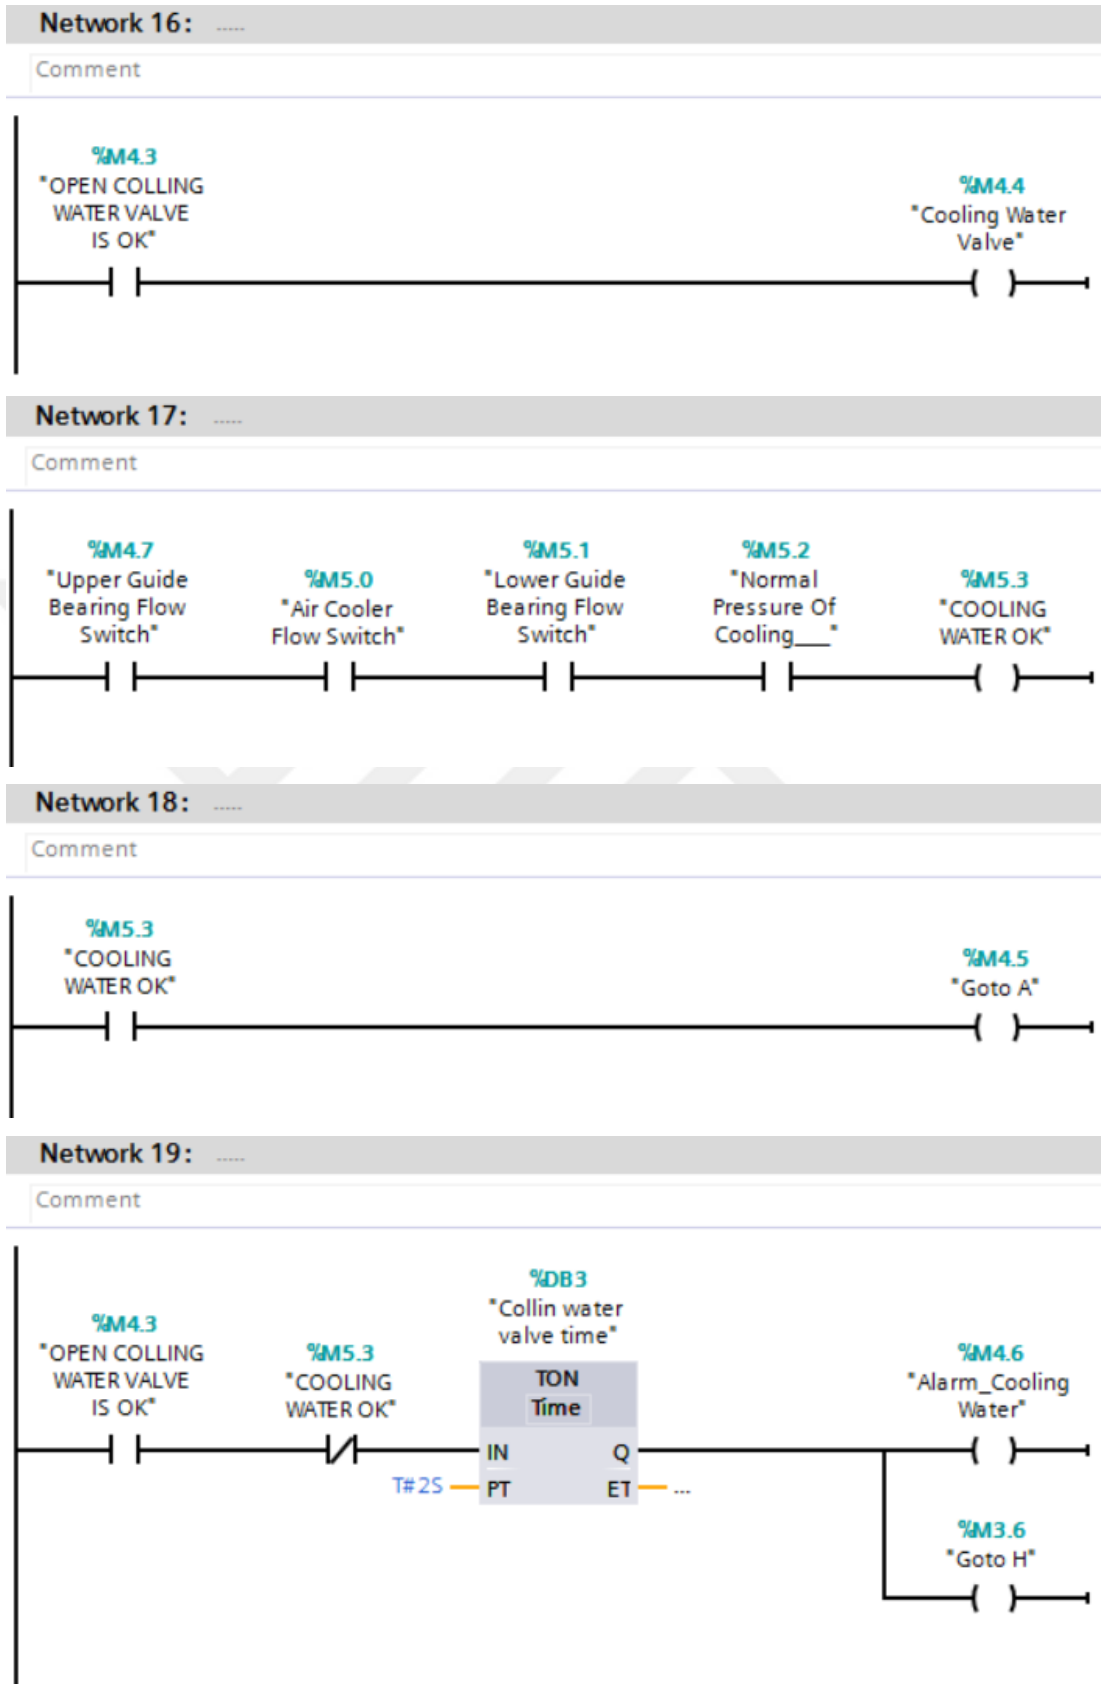 Network 16: .....
Comment
%M4.3
"OPEN COLLING
WATER VALVE
IS OK"
%M4.4
"Cooling Water
Valve"
Network 17: .....
Comment
%M4.7
"Upper Guide
Bearing Flow
Switch"
%M5.0
"Air Cooler
Flow Switch"
%M5.1
"Lower Guide
Bearing Flow
Switch"
%M5.2
"Normal
Pressure Of
Cooling___"
%M5.3
"COOLING
WATER OK"
Network 18: .....
Comment
%M5.3
"COOLING
WATER OK"
%M4.5
"Goto A"
Network 19: .....
Comment
%M4.3
"OPEN COLLING
WATER VALVE
IS OK"
%M5.3
"COOLING
WATER OK"
%DB3
"Collin water
valve time"
TON
Time
IN Q
T#2S PT ET ...
%M4.6
"Alarm_Cooling
Water"
%M3.6
"Goto H"